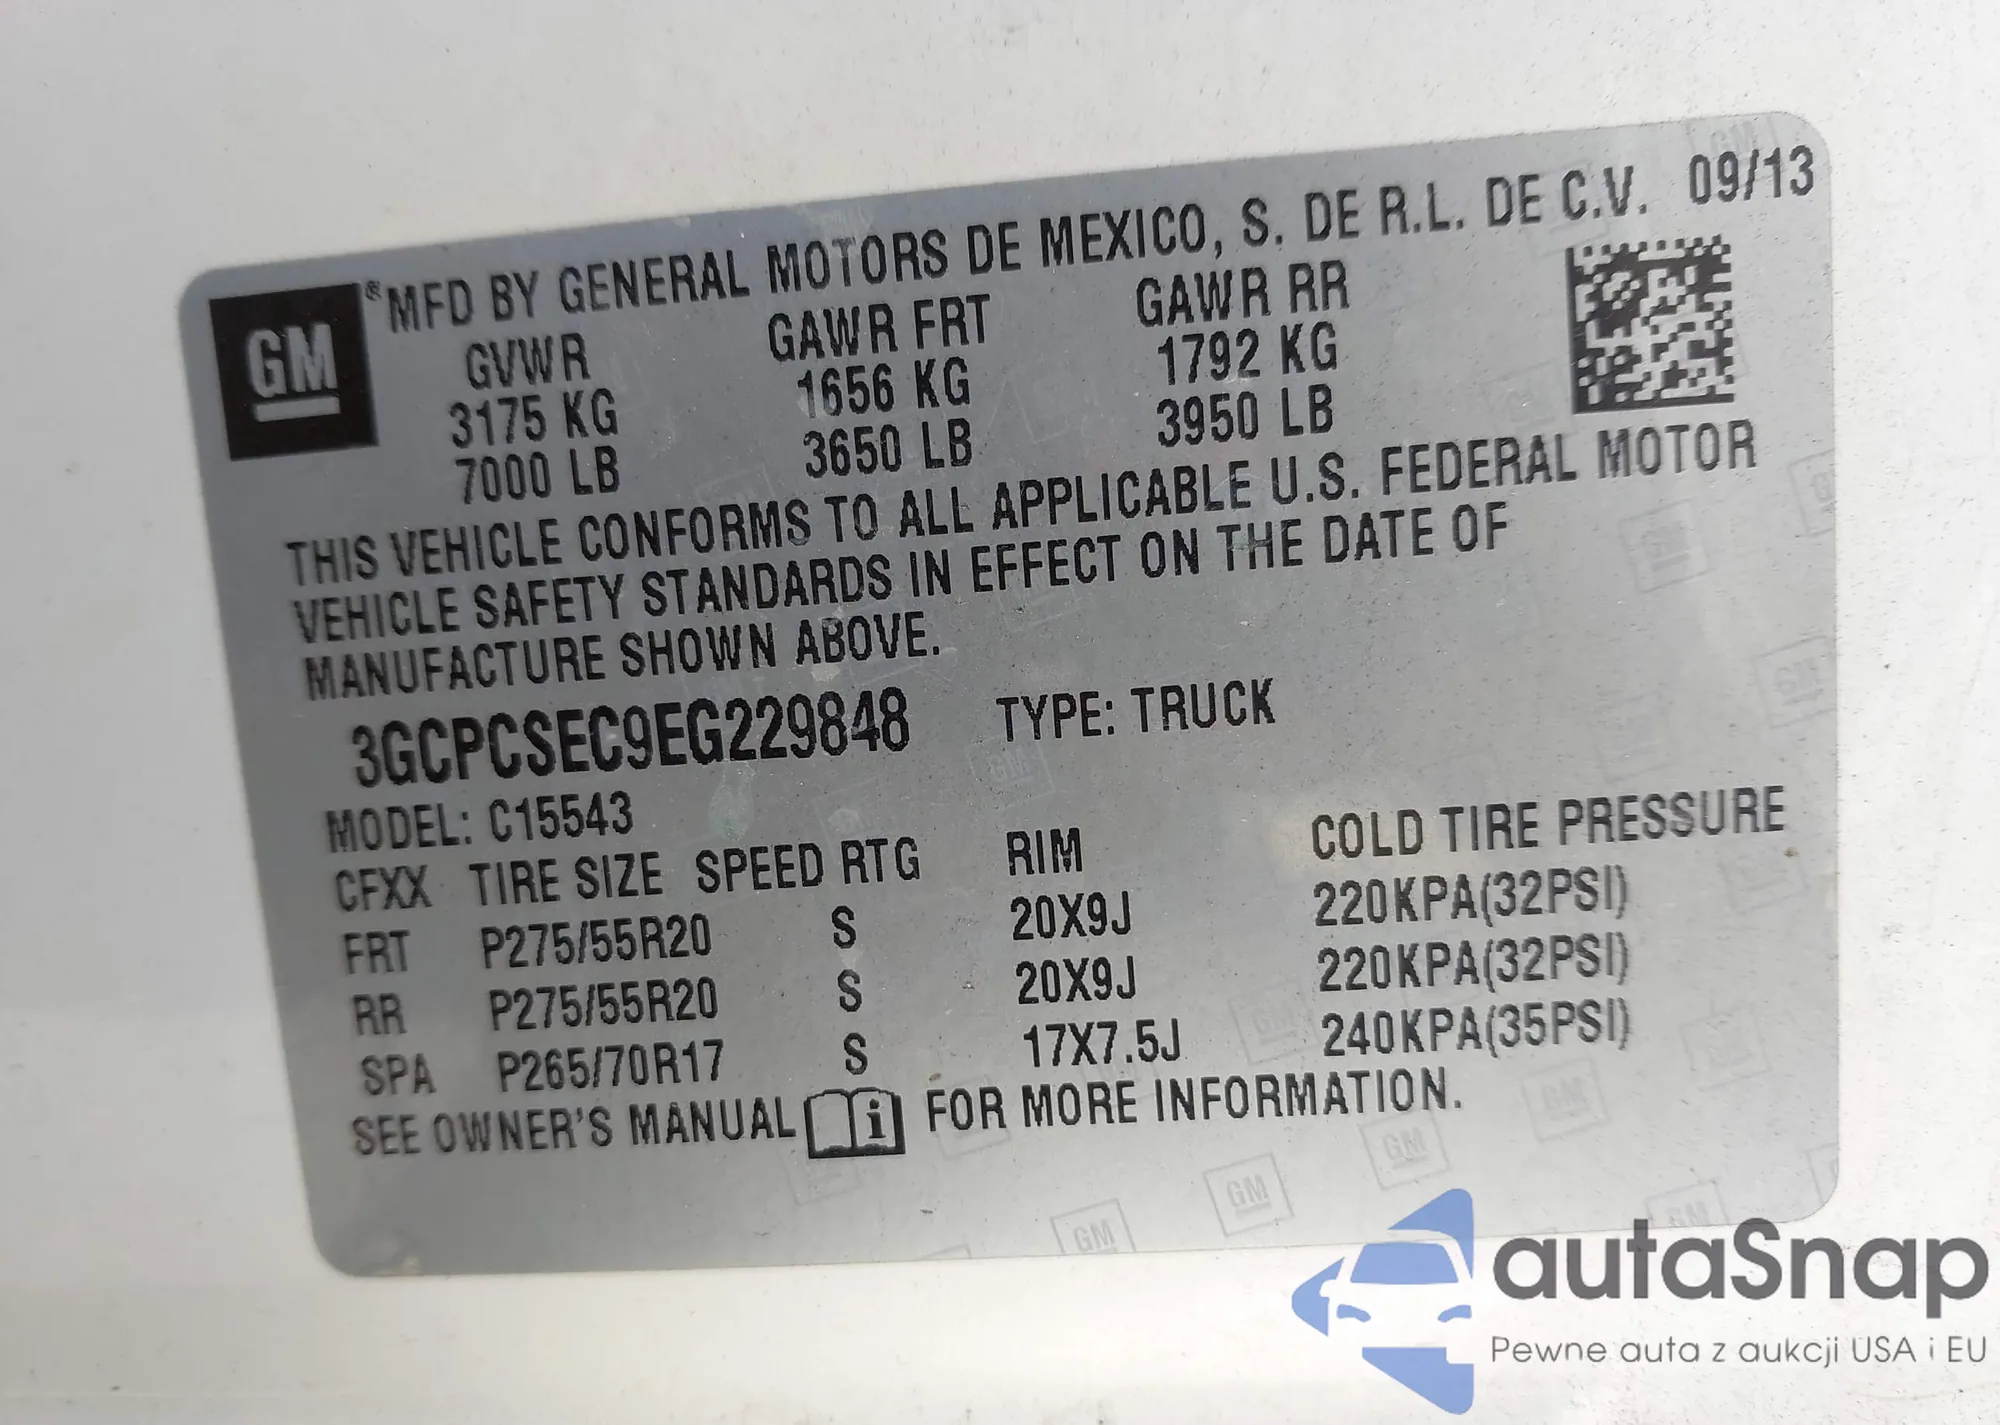 GM ® MFD BY GENERAL MOTORS DE MEXICO, S. DE R.L. DE C.V. 09/13
GVWR GAWR FRT GAWR RR
3175 KG 1656 KG 1792 KG
7000 LB 3650 LB 3950 LB
THIS VEHICLE CONFORMS TO ALL APPLICABLE U.S. FEDERAL MOTOR
VEHICLE SAFETY STANDARDS IN EFFECT ON THE DATE OF
MANUFACTURE SHOWN ABOVE.
3GCPCSEC9EG229848 TYPE: TRUCK
MODEL: C15543
CFXX TIRE SIZE SPEED RTG RIM COLD TIRE PRESSURE
FRT P275/55R20 S 20X9J 220KPA(32PSI)
RR P275/55R20 S 20X9J 220KPA(32PSI)
SPA P265/70R17 S 17X7.5J 240KPA(35PSI)
SEE OWNER'S MANUAL i FOR MORE INFORMATION.
autaSnap
Pewne auta z aukcji USA i EU